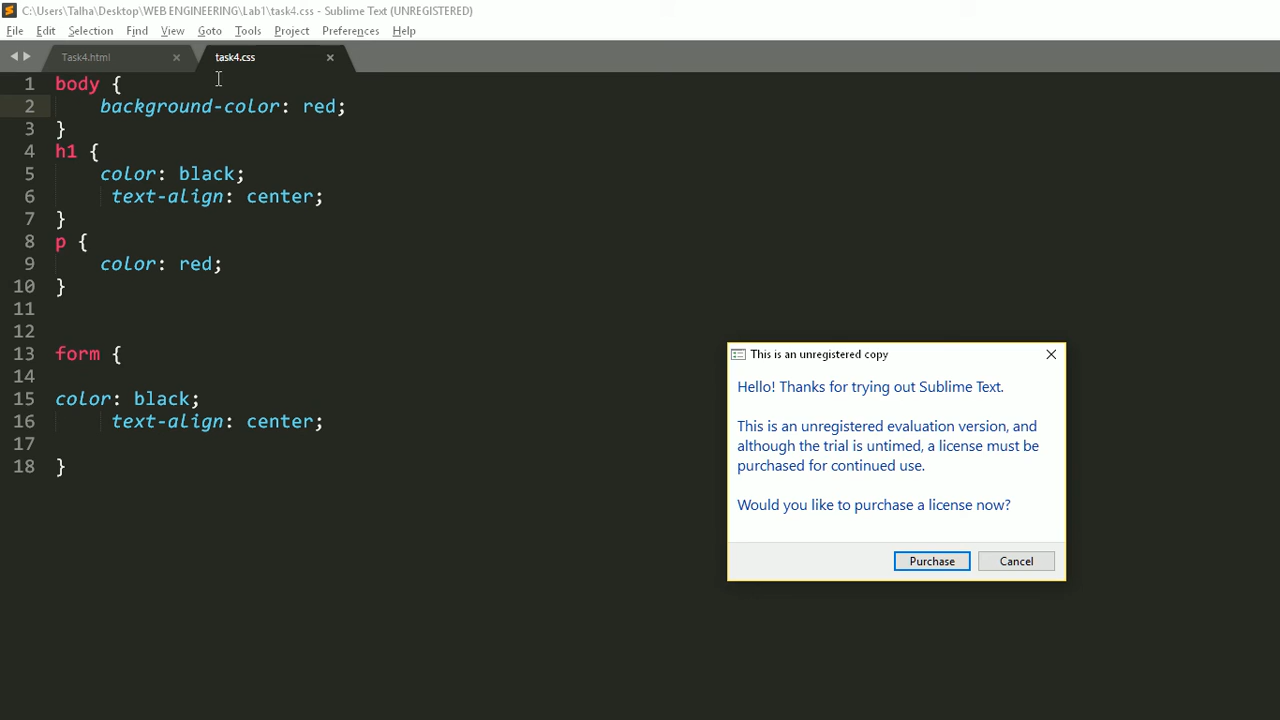 C:\Users\Talha\Desktop\WEB ENGINEERING\Lab1\task4.css - Sublime Text (UNREGISTERED)
File Edit Selection Find View Goto Tools Project Preferences Help
Task4.html task4.css
1 body {
2 background-color: red;
3 }
4 h1 {
5 color: black;
6 text-align: center;
7 }
8 p {
9 color: red;
10 }
11
12
13 form {
14
15 color: black;
16 text-align: center;
17
18 }
This is an unregistered copy
Hello! Thanks for trying out Sublime Text.
This is an unregistered evaluation version, and
although the trial is untimed, a license must be
purchased for continued use.
Would you like to purchase a license now?
Purchase Cancel